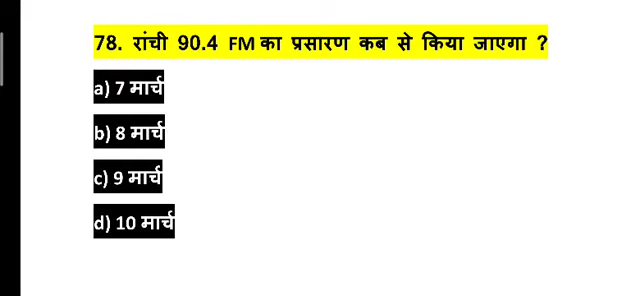 78. रांची 90.4 FM का प्रसारण कब से किया जाएगा ?
a) 7 मार्च
b) 8 मार्च
c) 9 मार्च
d) 10 मार्च